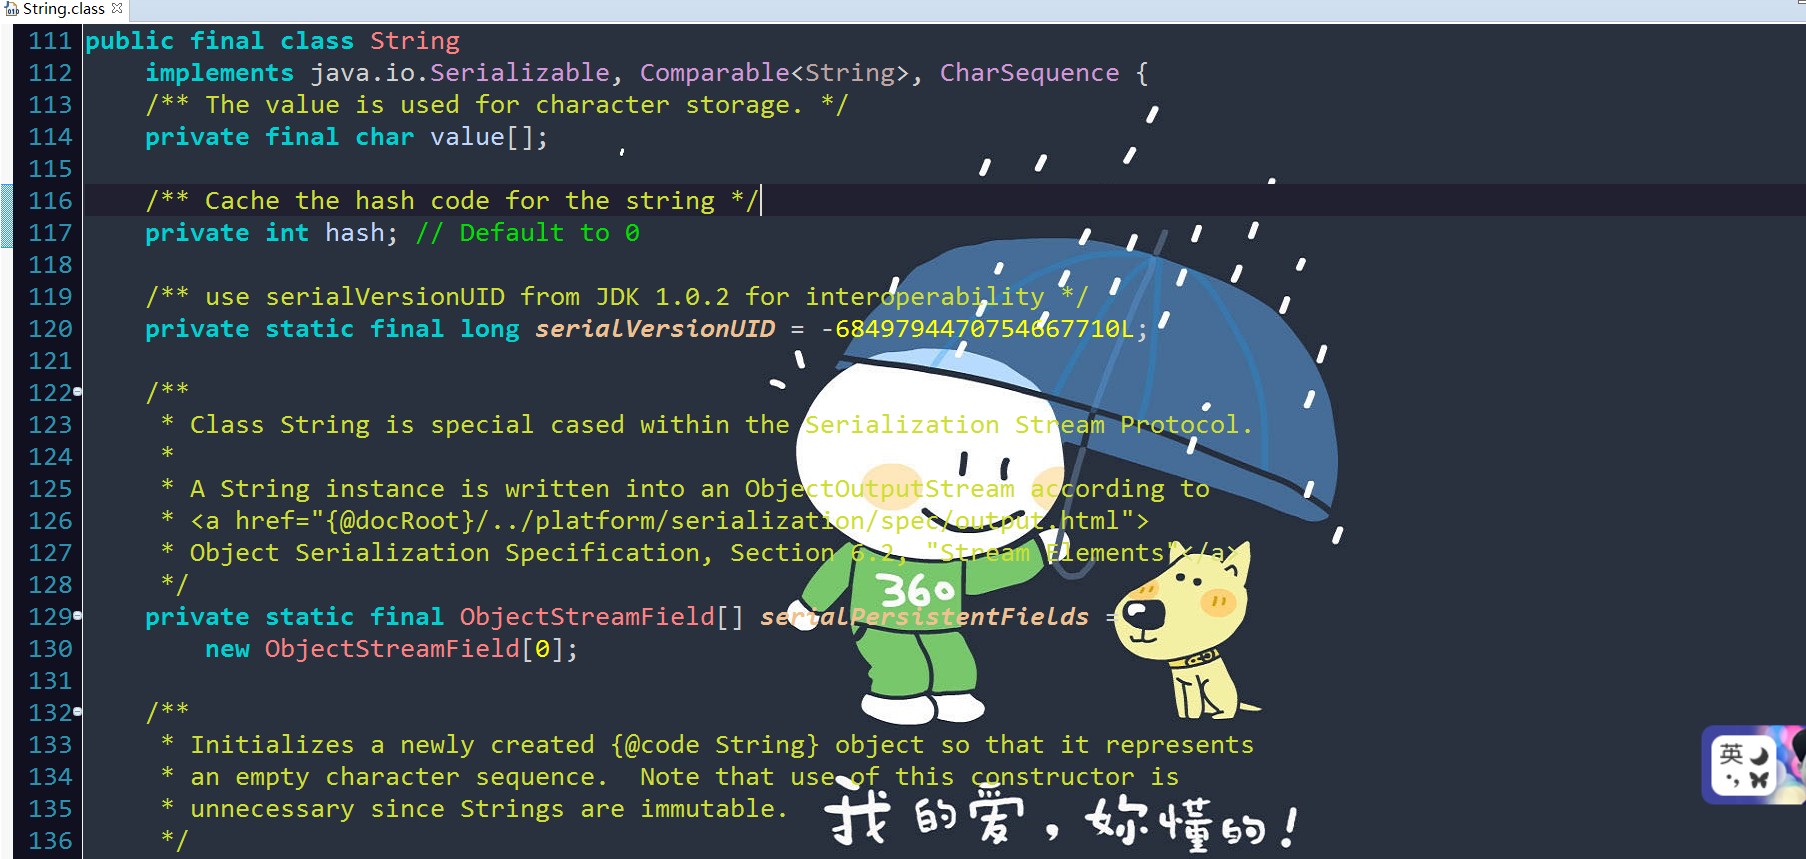 String.class
111 public final class String
112 implements java.io.Serializable, Comparable<String>, CharSequence {
113 /** The value is used for character storage. */
114 private final char value[];
115
116 /** Cache the hash code for the string */
117 private int hash; // Default to 0
118
119 /** use serialVersionUID from JDK 1.0.2 for interoperability */
120 private static final long serialVersionUID = -6849794470754667710L;
121
122 /**
123 * Class String is special cased within the Serialization Stream Protocol.
124 *
125 * A String instance is written into an ObjectOutputStream according to
126 * <a href="{@docRoot}/../platform/serialization/spec/output.html">
127 * Object Serialization Specification, Section 6.2, "Stream Elements"</a>
128 */
360
129 private static final ObjectStreamField[] serialPersistentFields =
130 new ObjectStreamField[0];
131
132 /**
133 * Initializes a newly created {@code String} object so that it represents
134 * an empty character sequence.  Note that use of this constructor is
135 * unnecessary since Strings are immutable.
136 */
我的爱，妳懂的！
英